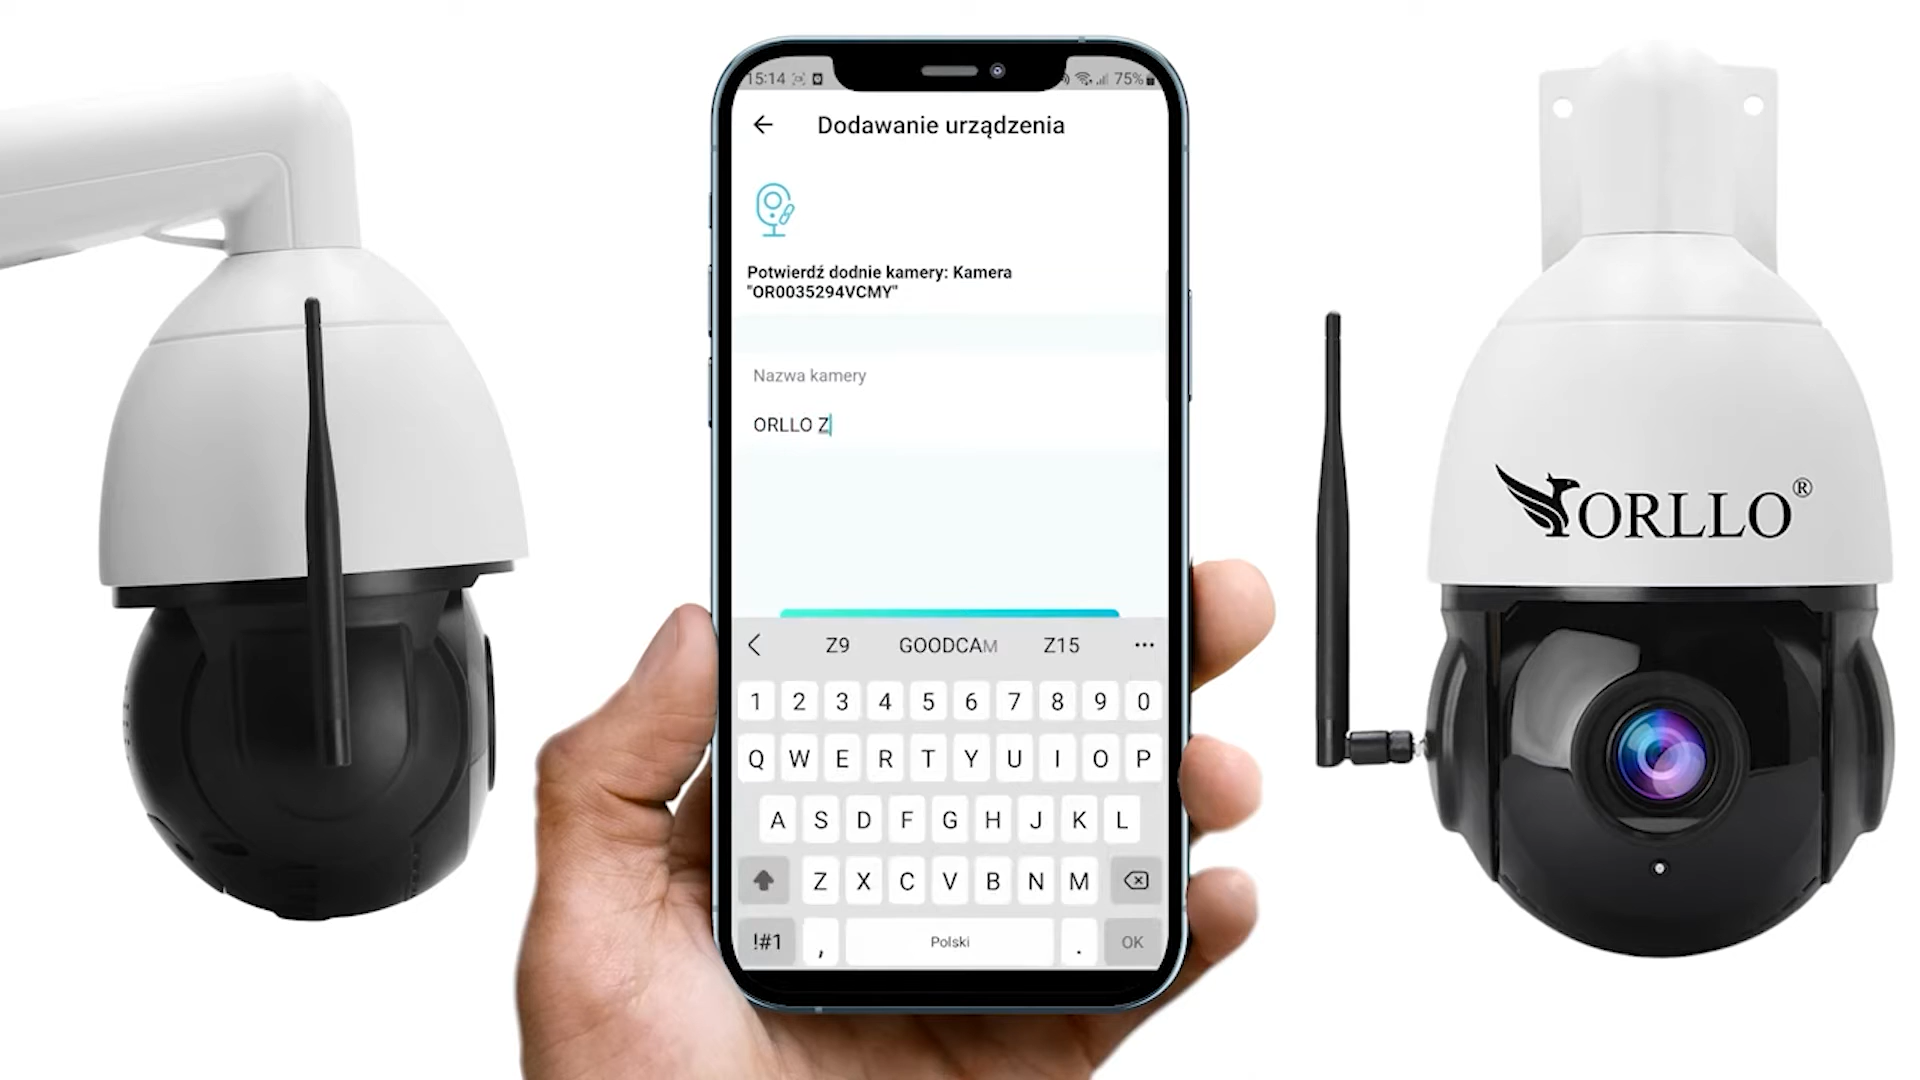 15:14
75%
Dodawanie urządzenia
Potwierdź dodnie kamery: Kamera
"OR0035294VCMY"
Nazwa kamery
ORLLO Z
Z9 GOODCAM Z15 ...
1 2 3 4 5 6 7 8 9 0
Q W E R T Y U I O P
A S D F G H J K L
Z X C V B N M
!#1 , Polski . OK
ORLLO®